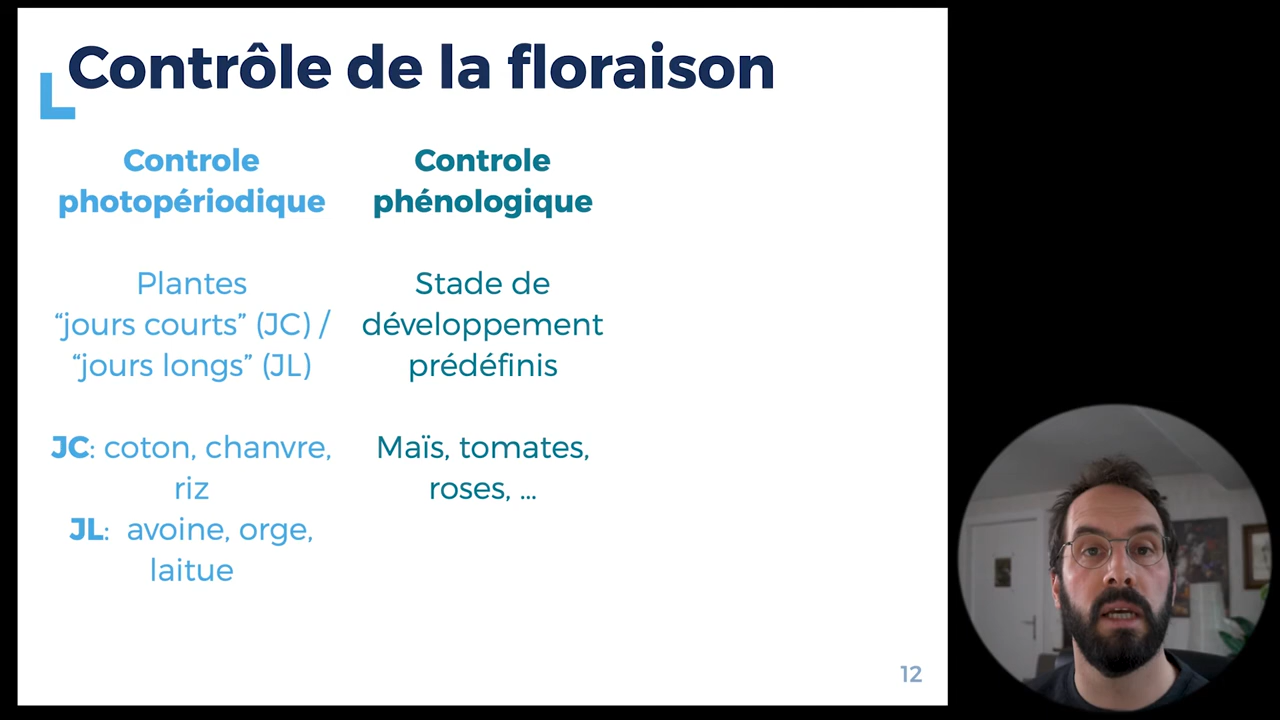 Contrôle de la floraison
Controle
photopériodique
Plantes
“jours courts” (JC) /
“jours longs” (JL)
JC: coton, chanvre,
riz
JL: avoine, orge,
laitue
Controle
phénologique
Stade de
développement
prédéfinis
Maïs, tomates,
roses, ...
12